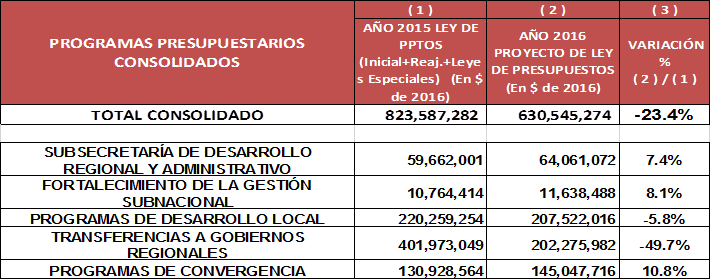 PROGRAMAS PRESUPUESTARIOS
CONSOLIDADOS
( 1 )
AÑO 2015 LEY DE
PPTOS
(Inicial+Reaj.+Leye
s Especiales) (En $
de 2016)
( 2 )
AÑO 2016
PROYECTO DE LEY
DE PRESUPUESTOS
(En $ de 2016)
( 3 )
VARIACIÓN
%
( 2 ) / ( 1 )
TOTAL CONSOLIDADO 823,587,282 630,545,274 -23.4%
SUBSECRETARÍA DE DESARROLLO
REGIONAL Y ADMINISTRATIVO 59,662,001 64,061,072 7.4%
FORTALECIMIENTO DE LA GESTIÓN
SUBNACIONAL 10,764,414 11,638,488 8.1%
PROGRAMAS DE DESARROLLO LOCAL 220,259,254 207,522,016 -5.8%
TRANSFERENCIAS A GOBIERNOS
REGIONALES 401,973,049 202,275,982 -49.7%
PROGRAMAS DE CONVERGENCIA 130,928,564 145,047,716 10.8%